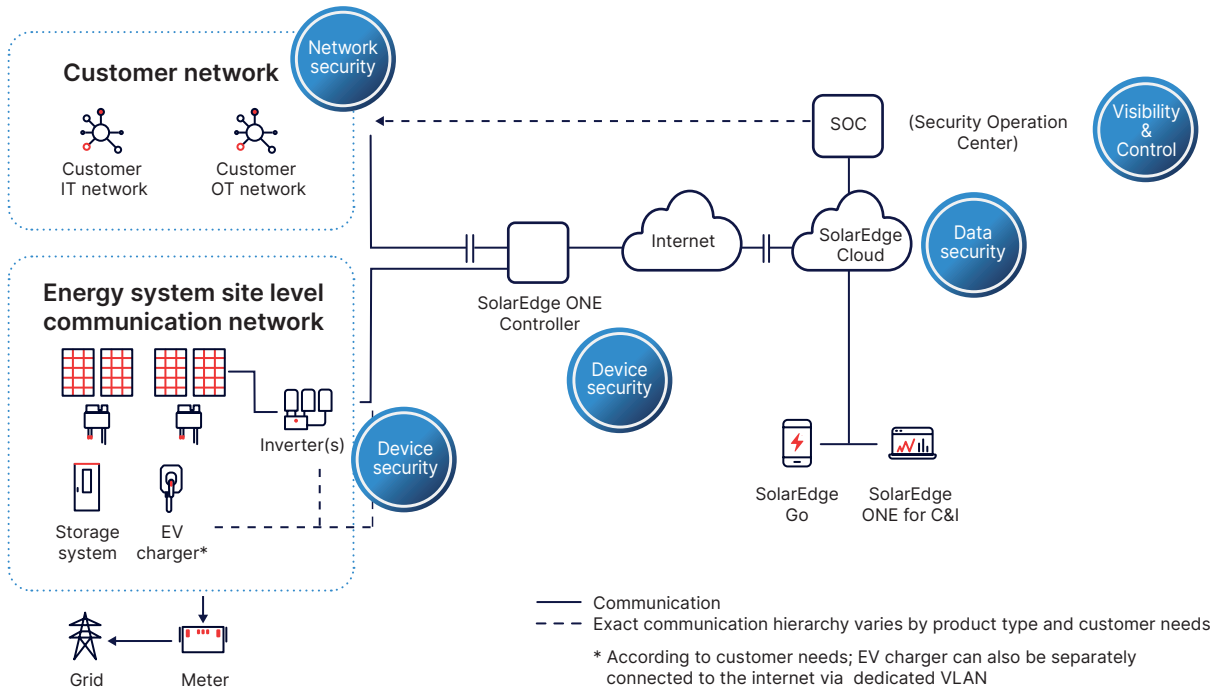 Network
security
Customer network
Customer
IT network
Customer
OT network
SOC
(Security Operation
Center)
Visibility
&
Control
Internet
SolarEdge
Cloud
Data
security
SolarEdge ONE
Controller
Device
security
Energy system site level
communication network
Inverter(s)
Device
security
Storage
system
EV
charger*
SolarEdge
Go
SolarEdge
ONE for C&I
Grid
Meter
Communication
Exact communication hierarchy varies by product type and customer needs
* According to customer needs; EV charger can also be separately
connected to the internet via dedicated VLAN